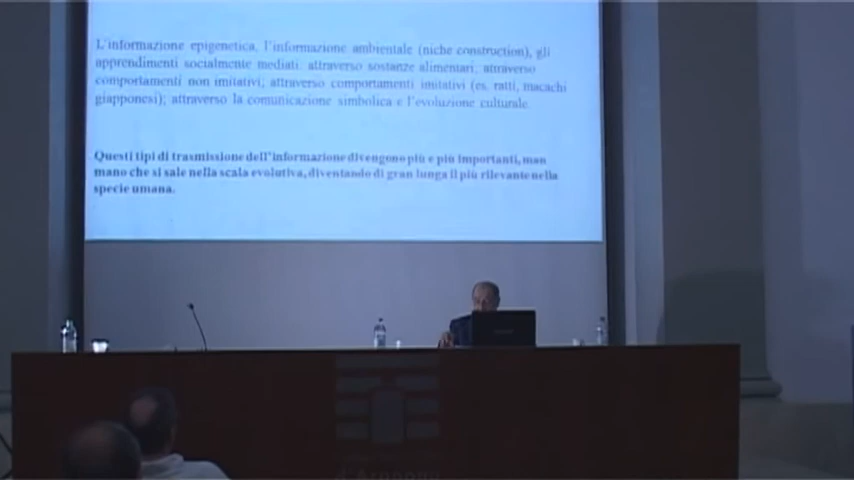 L'informazione epigenetica, l'informazione ambientale (niche construction), gli
apprendimenti socialmente mediati: attraverso sostanze alimentari; attraverso
comportamenti non imitativi; attraverso comportamenti imitativi (es. ratti, macachi
giapponesi); attraverso la comunicazione simbolica e l'evoluzione culturale.
Questi tipi di trasmissione dell'informazione divengono più e più importanti, man
mano che si sale nella scala evolutiva, diventando di gran lunga il più rilevante nella
specie umana.